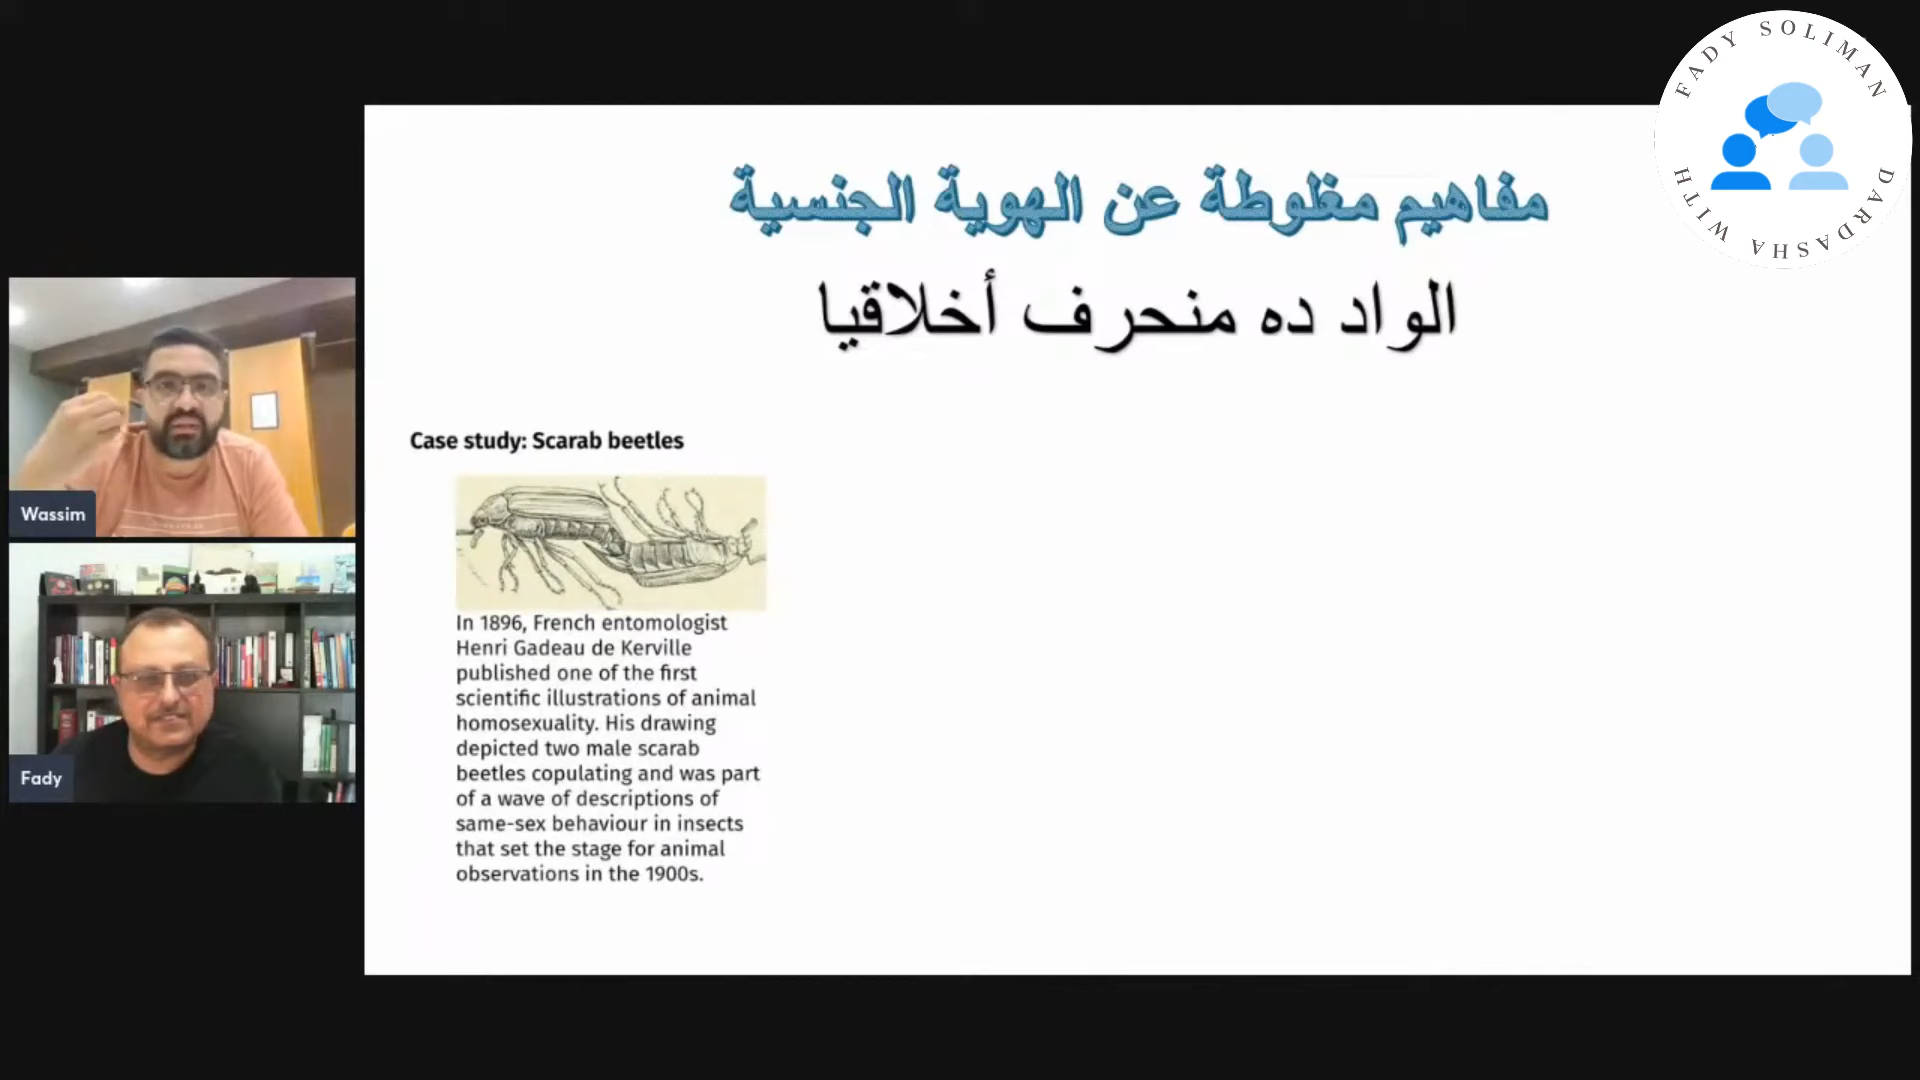 FADY SOLIMAN
DARDASHA WITH
مفاهيم مغلوطة عن الهوية الجنسية
الواد ده منحرف أخلاقيا
Case study: Scarab beetles
In 1896, French entomologist
Henri Gadeau de Kerville
published one of the first
scientific illustrations of animal
homosexuality. His drawing
depicted two male scarab
beetles copulating and was part
of a wave of descriptions of
same-sex behaviour in insects
that set the stage for animal
observations in the 1900s.
Wassim
Fady